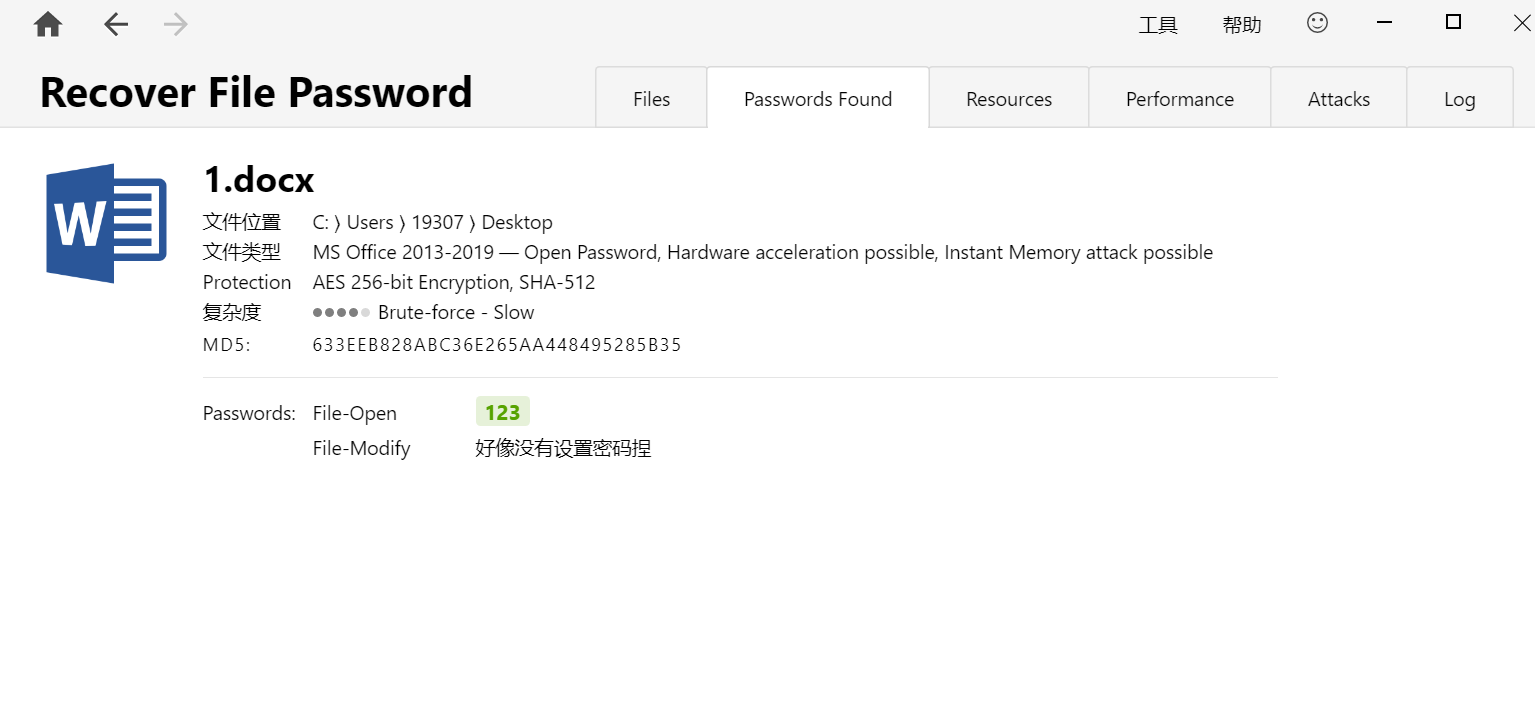 工具 帮助
Recover File Password
Files Passwords Found Resources Performance Attacks Log
1.docx
文件位置 C: ⟩ Users ⟩ 19307 ⟩ Desktop
文件类型 MS Office 2013-2019 — Open Password, Hardware acceleration possible, Instant Memory attack possible
Protection AES 256-bit Encryption, SHA-512
复杂度 Brute-force - Slow
MD5: 633EEB828ABC36E265AA448495285B35
Passwords: File-Open 123
File-Modify 好像没有设置密码捏